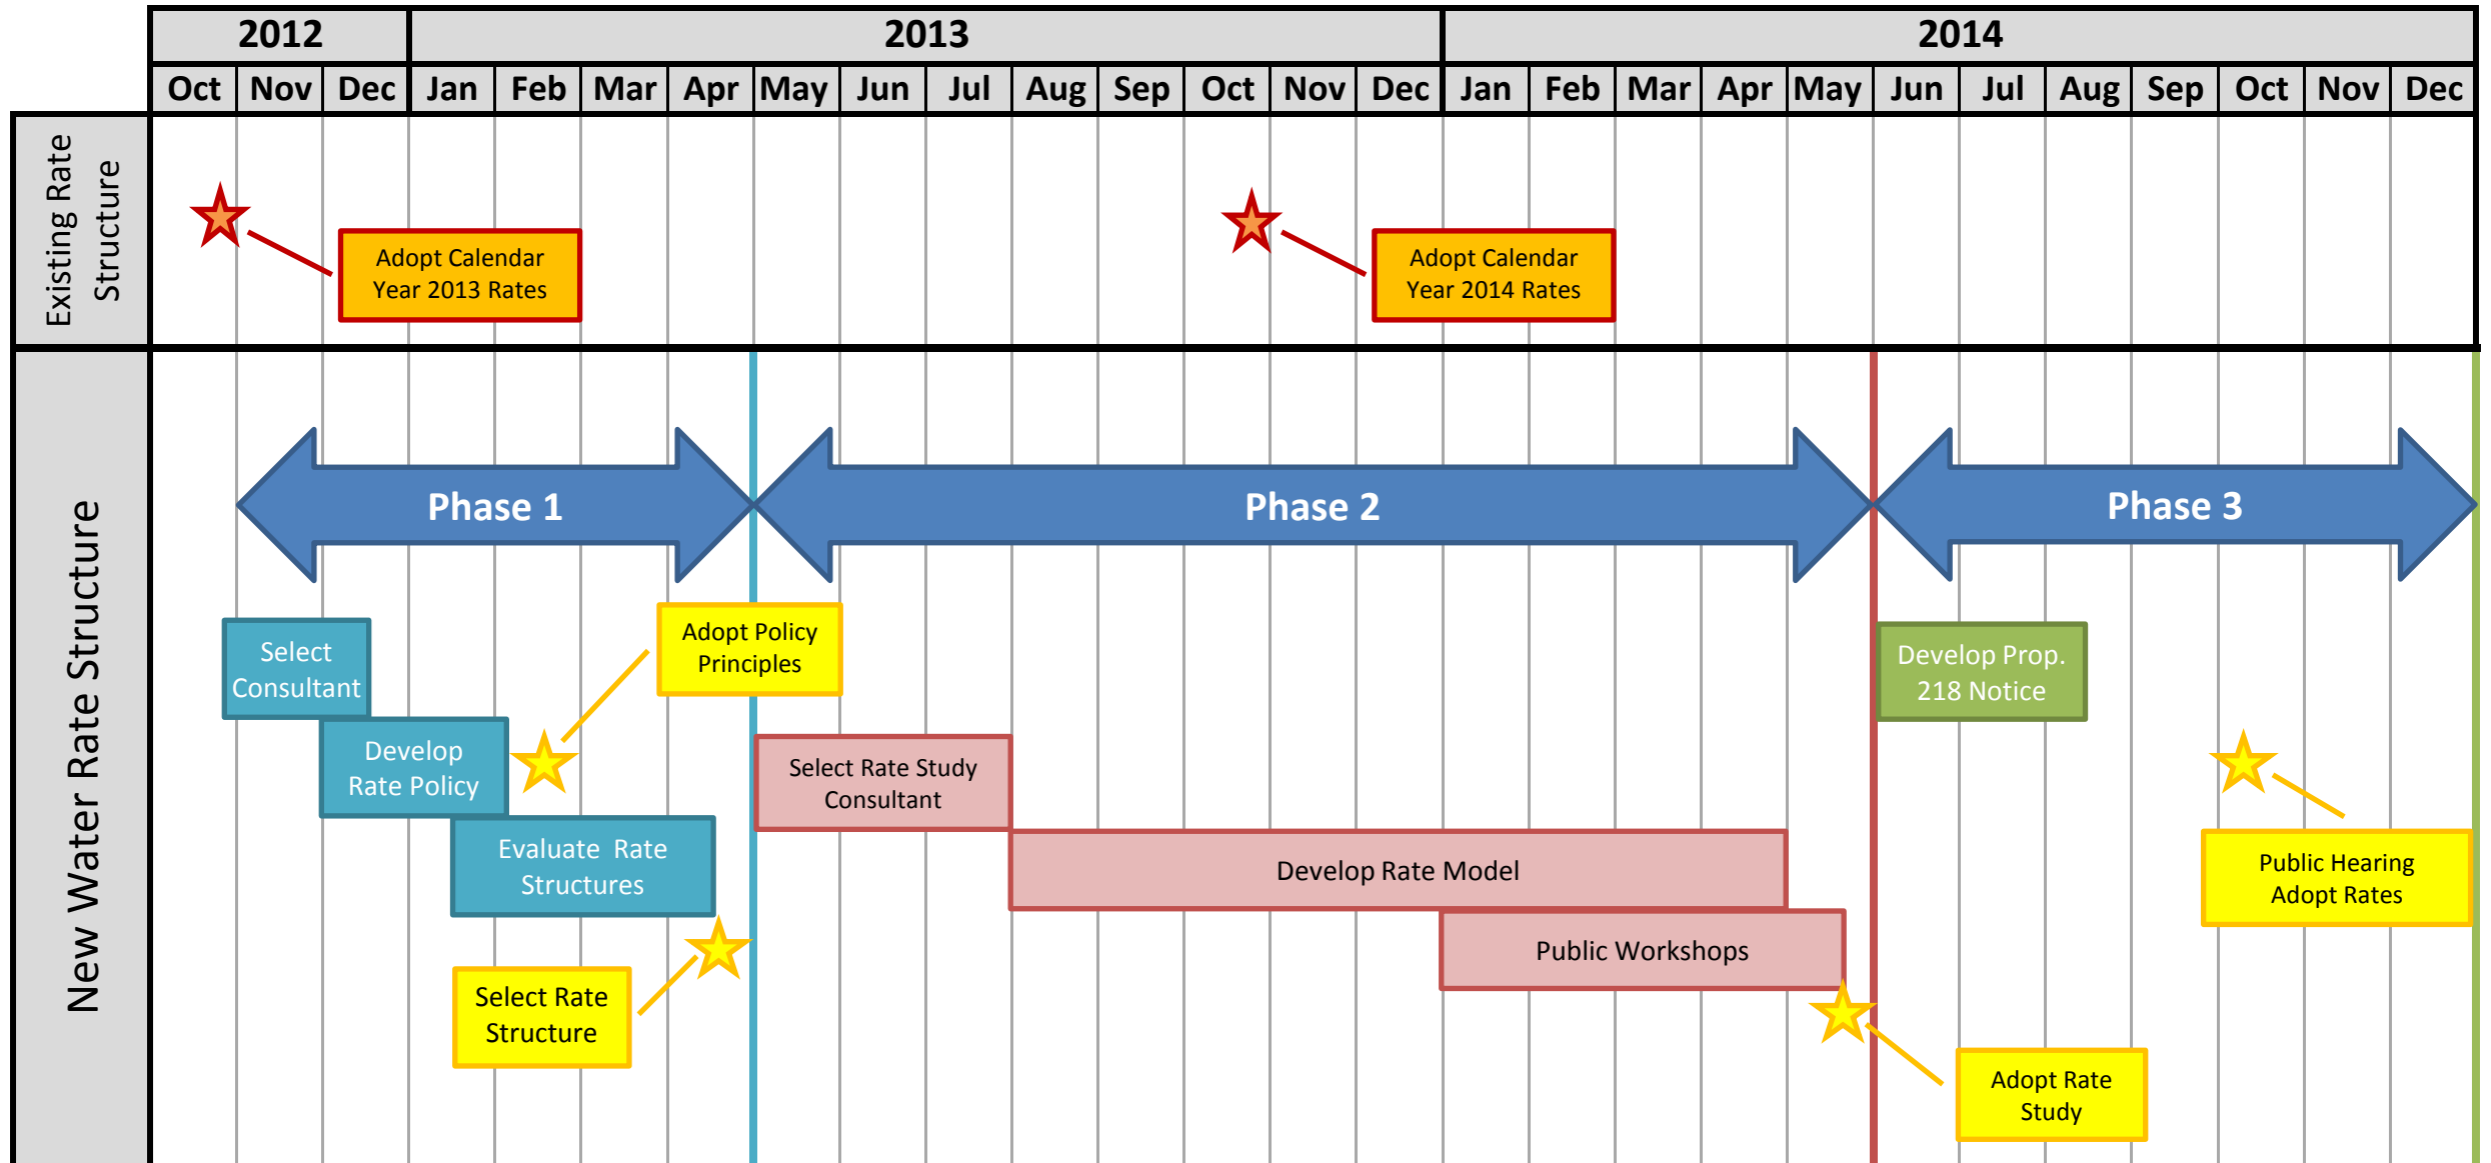 2012
2013
2014
Oct Nov Dec Jan Feb Mar Apr May Jun Jul Aug Sep Oct Nov Dec Jan Feb Mar Apr May Jun Jul Aug Sep Oct Nov Dec
Existing Rate
Structure
Adopt Calendar
Year 2013 Rates
Adopt Calendar
Year 2014 Rates
New Water Rate Structure
Phase 1
Phase 2
Phase 3
Select
Consultant
Adopt Policy
Principles
Develop Prop.
218 Notice
Develop
Rate Policy
Select Rate Study
Consultant
Evaluate Rate
Structures
Develop Rate Model
Public Hearing
Adopt Rates
Public Workshops
Select Rate
Structure
Adopt Rate
Study